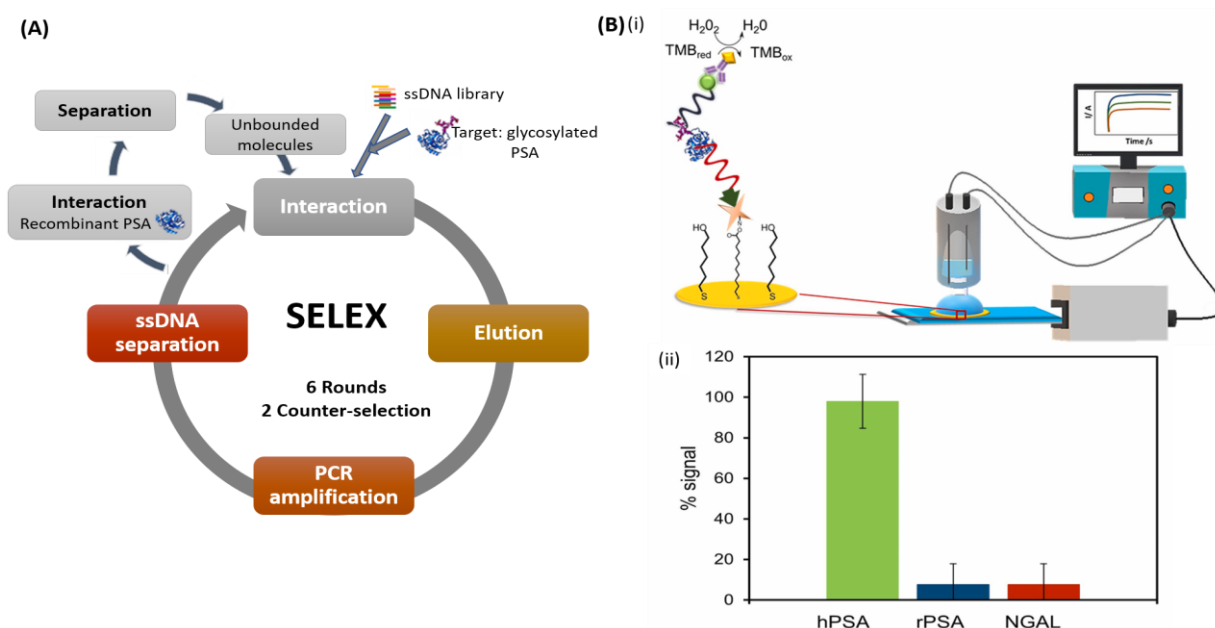 (A)
Separation
Unbounded
molecules
ssDNA library
Target: glycosylated
PSA
Interaction
Recombinant PSA
Interaction
ssDNA
separation
SELEX
Elution
6 Rounds
2 Counter-selection
PCR
amplification
(B) (i)
H₂O₂ H₂0
TMBred TMBox
HO
O
O
HO
S
S
S
I/A
Time /s
(ii)
% signal
120
100
80
60
40
20
0
hPSA rPSA NGAL